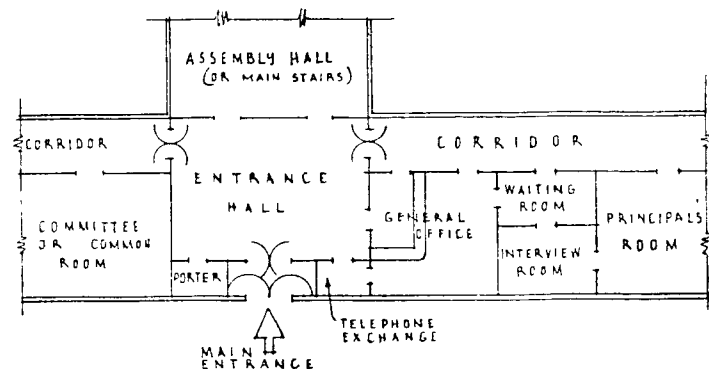 ASSEMBLY HALL
(OR MAIN STAIRS)
CORRIDOR
CORRIDOR
ENTRANCE
HALL
COMMITTEE
OR COMMON
ROOM
GENERAL
OFFICE
WAITING
ROOM
PRINCIPALS'
ROOM
INTERVIEW
ROOM
PORTER
TELEPHONE
EXCHANGE
MAIN
ENTRANCE